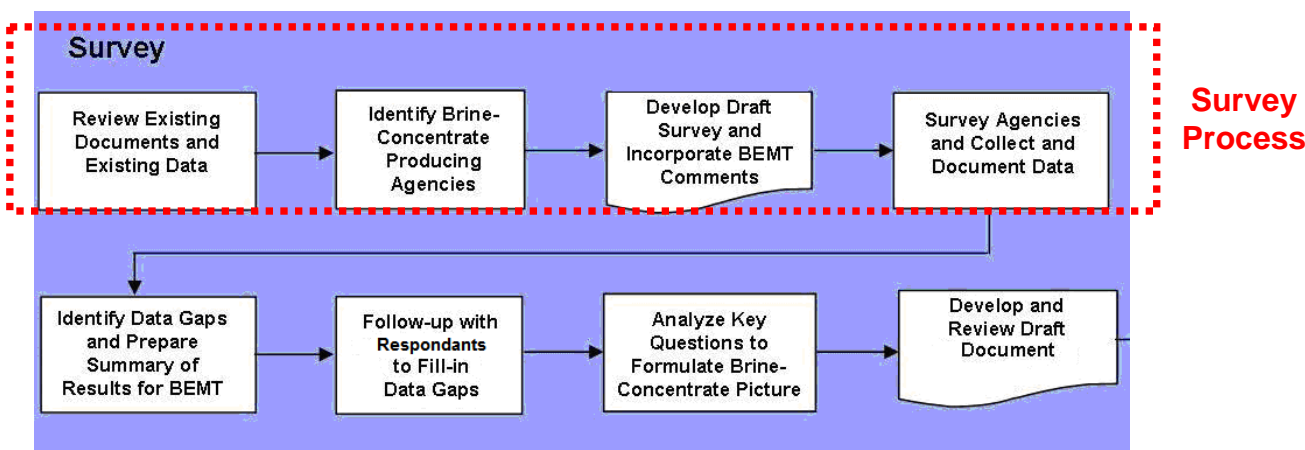 Survey
Review Existing
Documents and
Existing Data
Identify Brine-
Concentrate
Producing
Agencies
Develop Draft
Survey and
Incorporate BEMT
Comments
Survey Agencies
and Collect and
Document Data
Survey
Process
Identify Data Gaps
and Prepare
Summary of
Results for BEMT
Follow-up with
Respondants
to Fill-in
Data Gaps
Analyze Key
Questions to
Formulate Brine-
Concentrate Picture
Develop and
Review Draft
Document